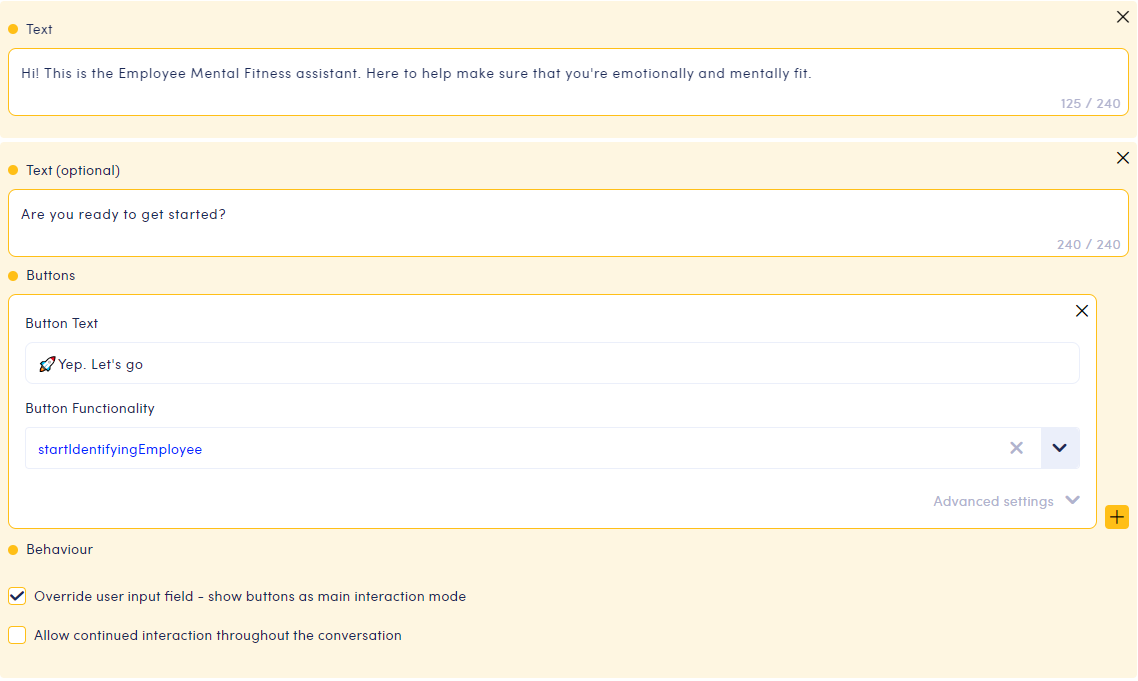 Text
Hi! This is the Employee Mental Fitness assistant. Here to help make sure that you're emotionally and mentally fit.
125 / 240
Text (optional)
Are you ready to get started?
240 / 240
Buttons
Button Text
🚀Yep. Let's go
Button Functionality
startIdentifyingEmployee
Advanced settings
Behaviour
Override user input field - show buttons as main interaction mode
Allow continued interaction throughout the conversation